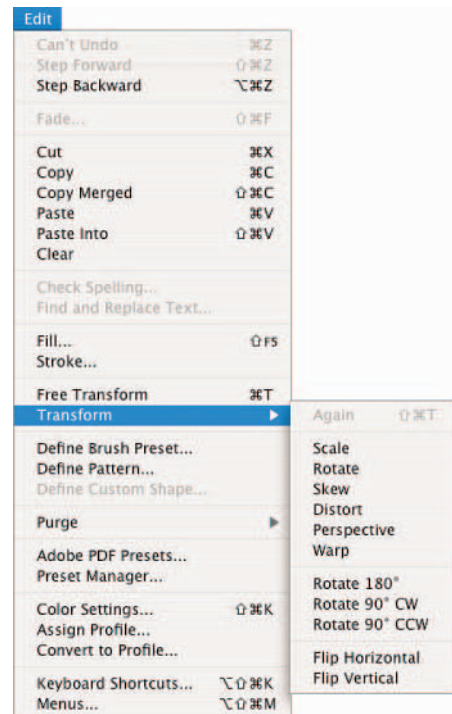 Edit
Can't Undo ⌘Z
Step Forward ⇧⌘Z
Step Backward ⌥⌘Z
Fade... ⇧⌘F
Cut ⌘X
Copy ⌘C
Copy Merged ⇧⌘C
Paste ⌘V
Paste Into ⇧⌘V
Clear
Check Spelling...
Find and Replace Text...
Fill... ⇧F5
Stroke...
Free Transform ⌘T
Transform ▶
Again ⇧⌘T
Scale
Rotate
Skew
Distort
Perspective
Warp
Rotate 180°
Rotate 90° CW
Rotate 90° CCW
Flip Horizontal
Flip Vertical
Define Brush Preset...
Define Pattern...
Define Custom Shape...
Purge ▶
Adobe PDF Presets...
Preset Manager...
Color Settings... ⇧⌘K
Assign Profile...
Convert to Profile...
Keyboard Shortcuts... ⌥⇧⌘K
Menus... ⌥⇧⌘M